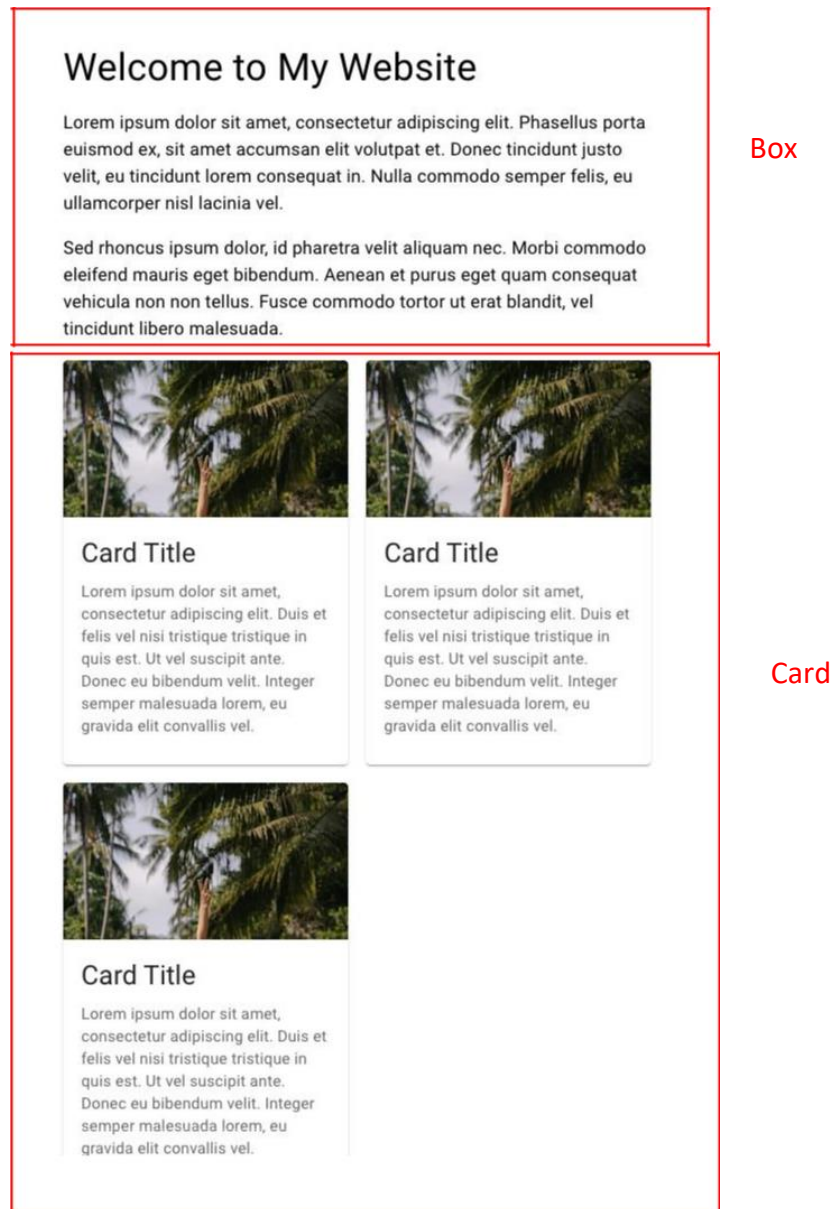 Welcome to My Website
Lorem ipsum dolor sit amet, consectetur adipiscing elit. Phasellus porta
euismod ex, sit amet accumsan elit volutpat et. Donec tincidunt justo
velit, eu tincidunt lorem consequat in. Nulla commodo semper felis, eu
ullamcorper nisl lacinia vel.
Box
Sed rhoncus ipsum dolor, id pharetra velit aliquam nec. Morbi commodo
eleifend mauris eget bibendum. Aenean et purus eget quam consequat
vehicula non non tellus. Fusce commodo tortor ut erat blandit, vel
tincidunt libero malesuada.
Card Title
Lorem ipsum dolor sit amet,
consectetur adipiscing elit. Duis et
felis vel nisi tristique tristique in
quis est. Ut vel suscipit ante.
Donec eu bibendum velit. Integer
semper malesuada lorem, eu
gravida elit convallis vel.
Card Title
Lorem ipsum dolor sit amet,
consectetur adipiscing elit. Duis et
felis vel nisi tristique tristique in
quis est. Ut vel suscipit ante.
Donec eu bibendum velit. Integer
semper malesuada lorem, eu
gravida elit convallis vel.
Card
Card Title
Lorem ipsum dolor sit amet,
consectetur adipiscing elit. Duis et
felis vel nisi tristique tristique in
quis est. Ut vel suscipit ante.
Donec eu bibendum velit. Integer
semper malesuada lorem, eu
gravida elit convallis vel.